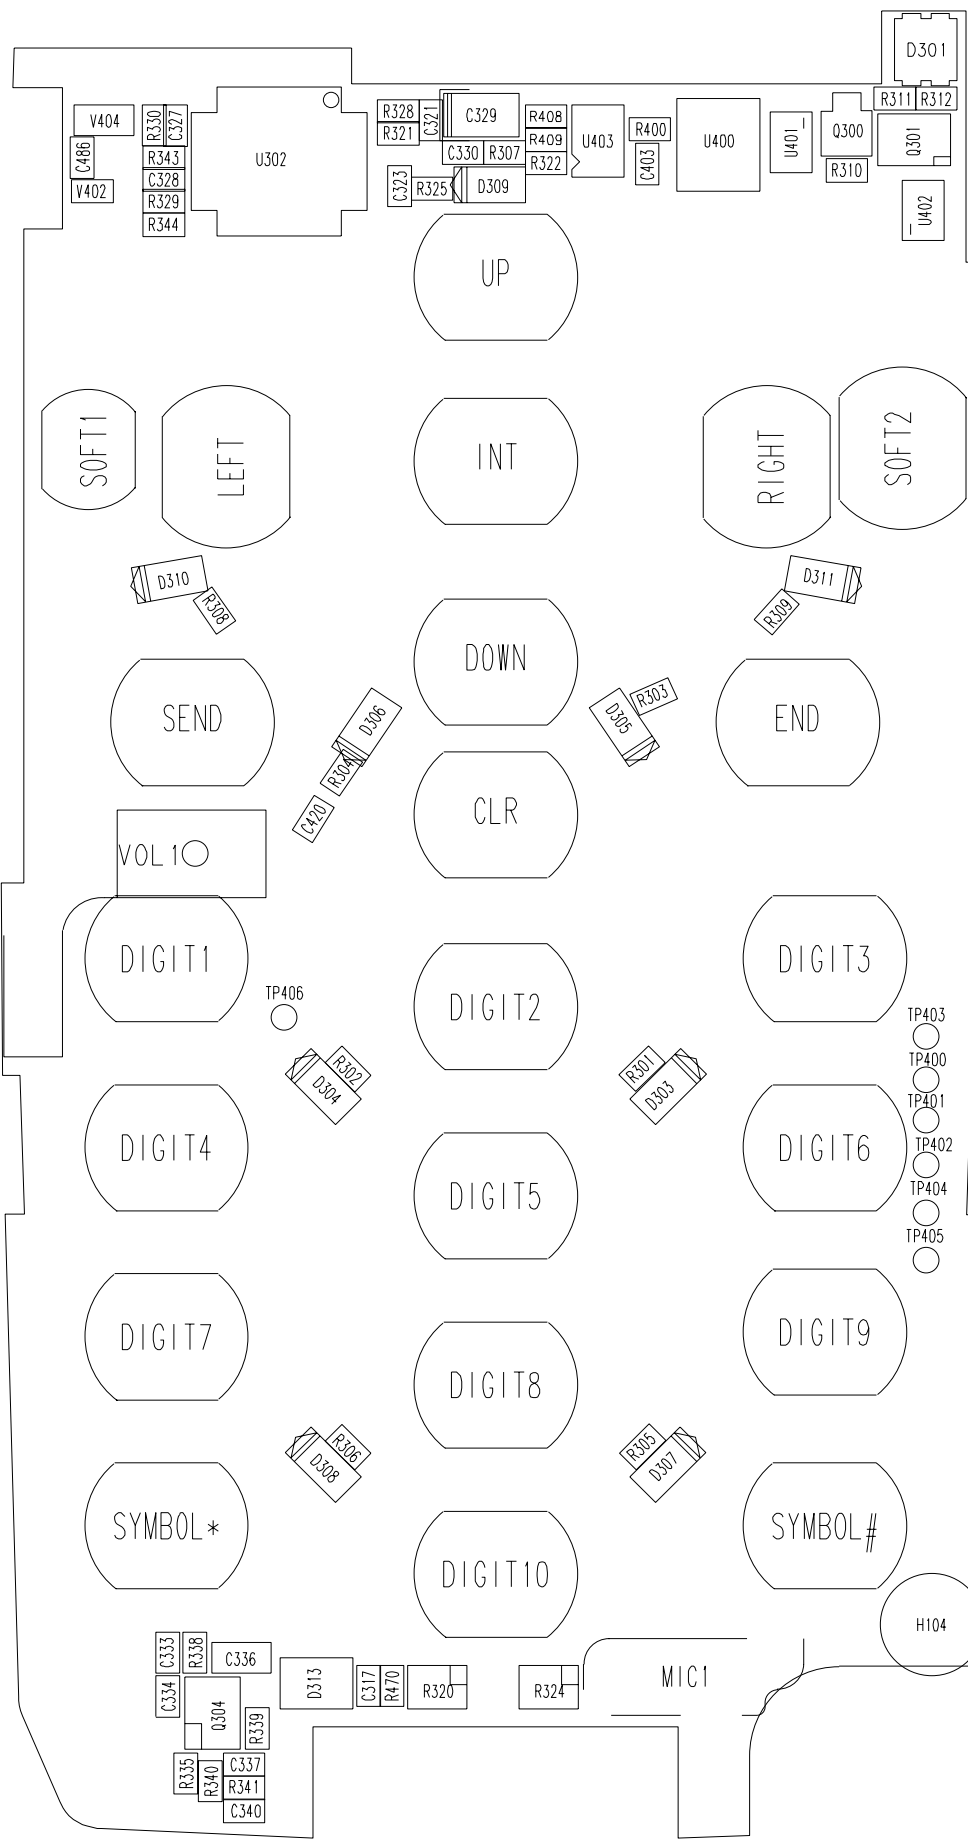 D301
R311
R312
V404
R330
C327
R328
C321
C329
R408
U403
R400
U400
U401
Q300
Q301
R321
R409
C486
R343
U302
C330
R307
R322
C403
R310
V402
C328
C323
R325
D309
U402
R329
R344
UP
SOFT1
LEFT
INT
RIGHT
SOFT2
D310
R308
D311
R309
DOWN
SEND
D306
D305
R303
END
R304
C420
CLR
VOL1
DIGIT1
DIGIT3
TP406
DIGIT2
TP403
R302
D304
R301
D303
TP400
TP401
DIGIT4
DIGIT6
TP402
DIGIT5
TP404
TP405
DIGIT7
DIGIT9
DIGIT8
R306
D308
R305
D307
SYMBOL*
SYMBOL#
DIGIT10
H104
C333
R338
C336
C334
D313
C317
R470
R320
R324
MIC1
Q304
R339
R335
R340
C337
R341
C340